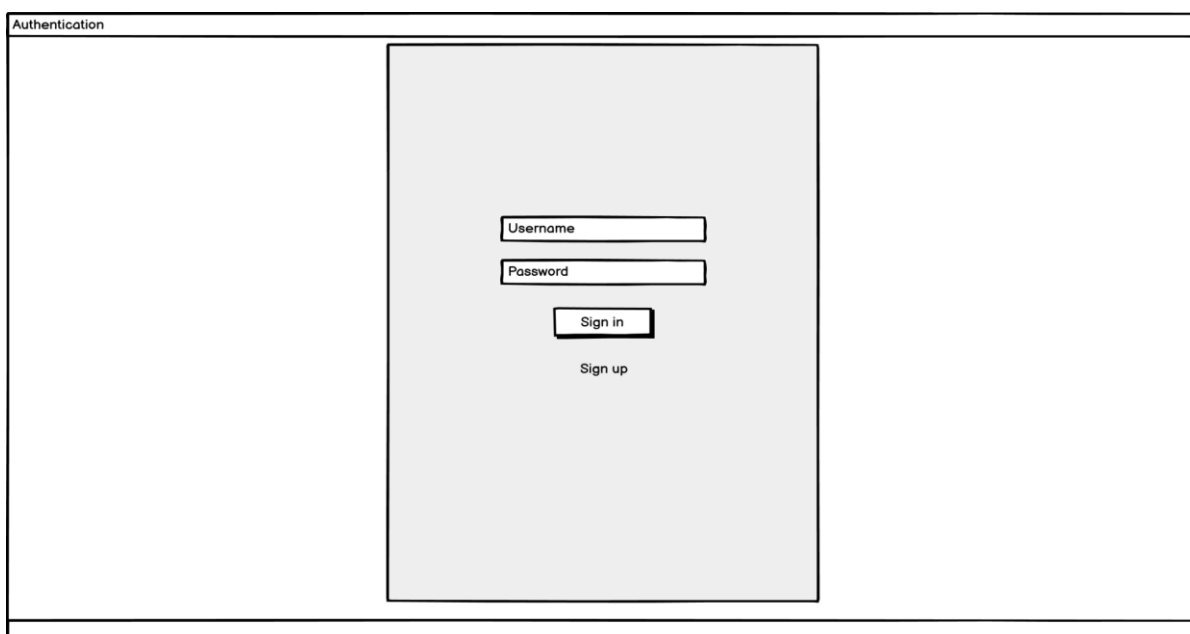 Authentication
Username
Password
Sign in
Sign up